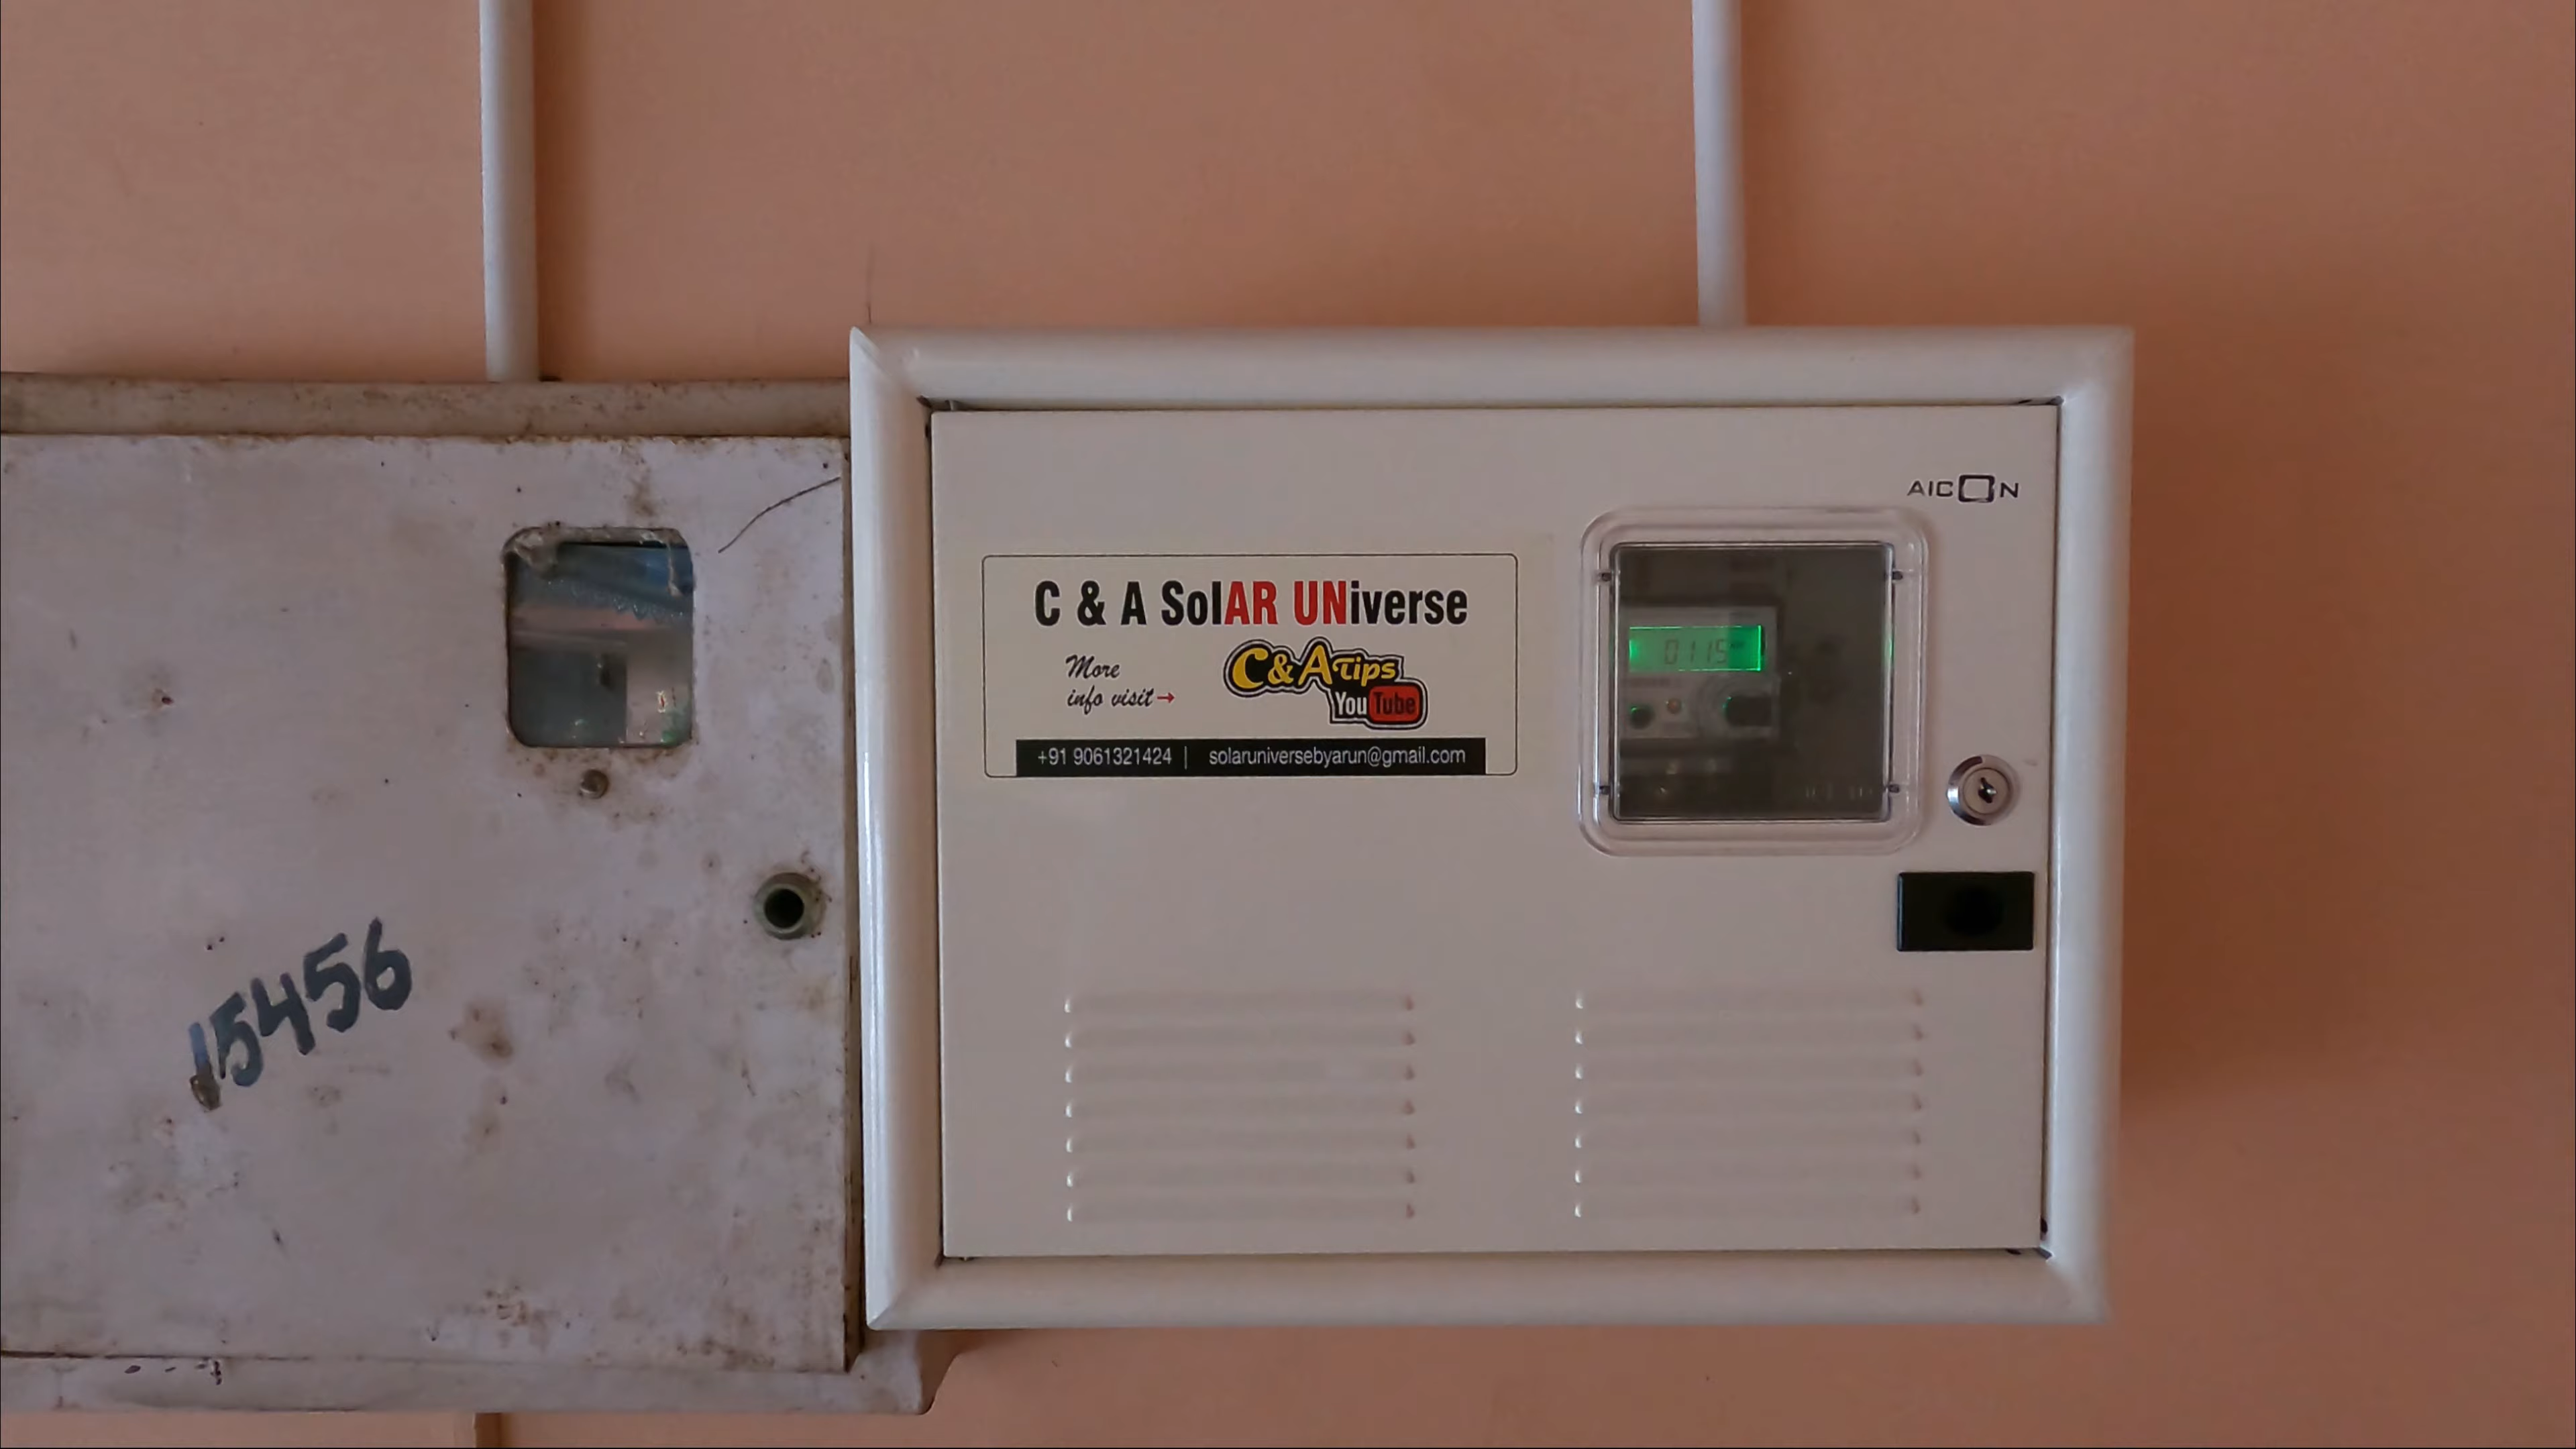 15456
AICON
C & A SolAR UNiverse
More
info visit→
C&A Tips
YouTube
+91 9061321424 | solaruniversebyarun@gmail.com
0115